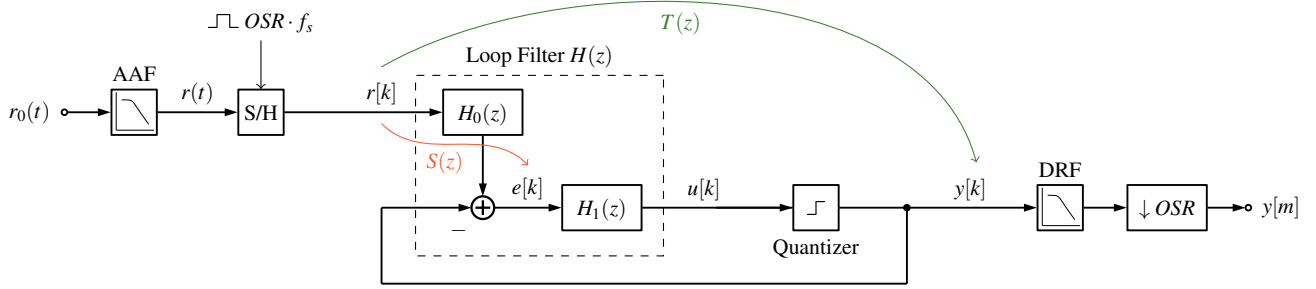 T(z)
OSR · f_s
Loop Filter H(z)
AAF
r_0(t)
r(t)
S/H
r[k]
H_0(z)
S(z)
e[k]
H_1(z)
u[k]
y[k]
DRF
↓ OSR
y[m]
+
−
Quantizer